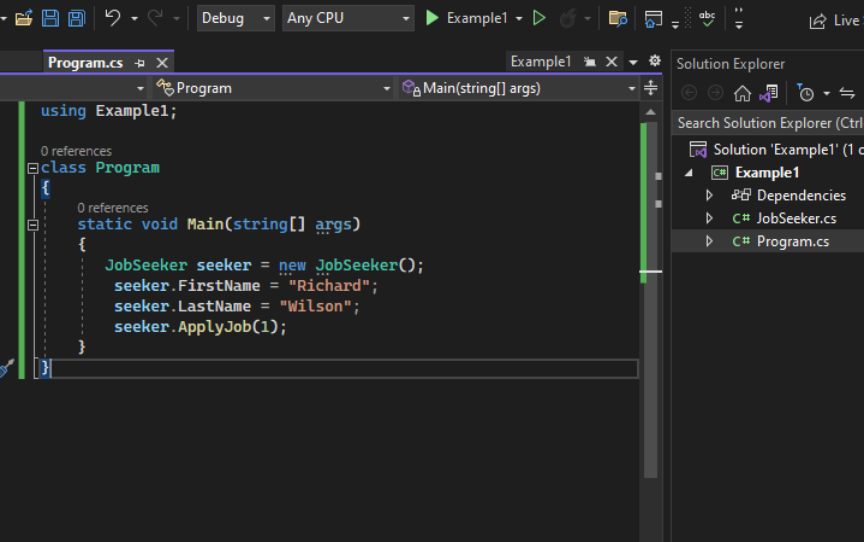 Debug Any CPU Example1 abc Live
Program.cs Example1
Program Main(string[] args)
using Example1;
0 references
class Program
{
0 references
static void Main(string[] args)
{
JobSeeker seeker = new JobSeeker();
seeker.FirstName = "Richard";
seeker.LastName = "Wilson";
seeker.ApplyJob(1);
}
}
Solution Explorer
Search Solution Explorer (Ctrl
Solution 'Example1' (1 o
C# Example1
Dependencies
C# JobSeeker.cs
C# Program.cs